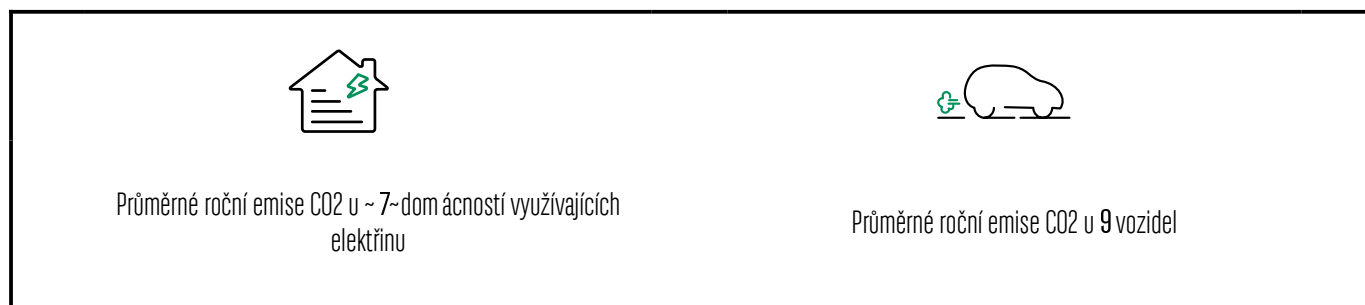 Průměrné roční emise CO2 u ~ 7~dom ácností využívajících
elektřinu
Průměrné roční emise CO2 u 9 vozidel